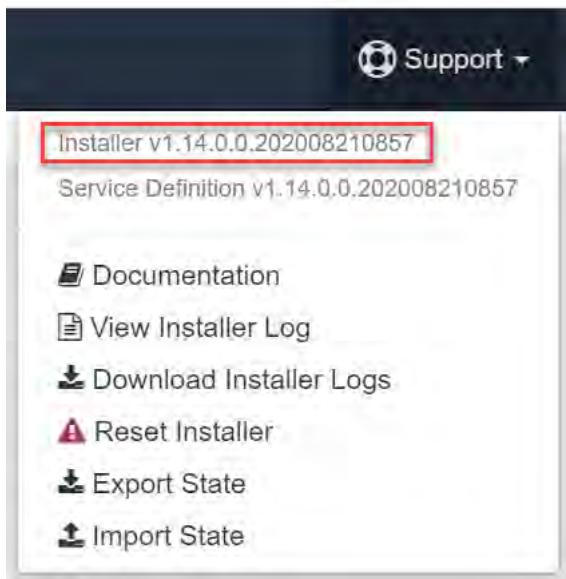 Support
Installer v1.14.0.0.202008210857
Service Definition v1.14.0.0.202008210857
Documentation
View Installer Log
Download Installer Logs
Reset Installer
Export State
Import State